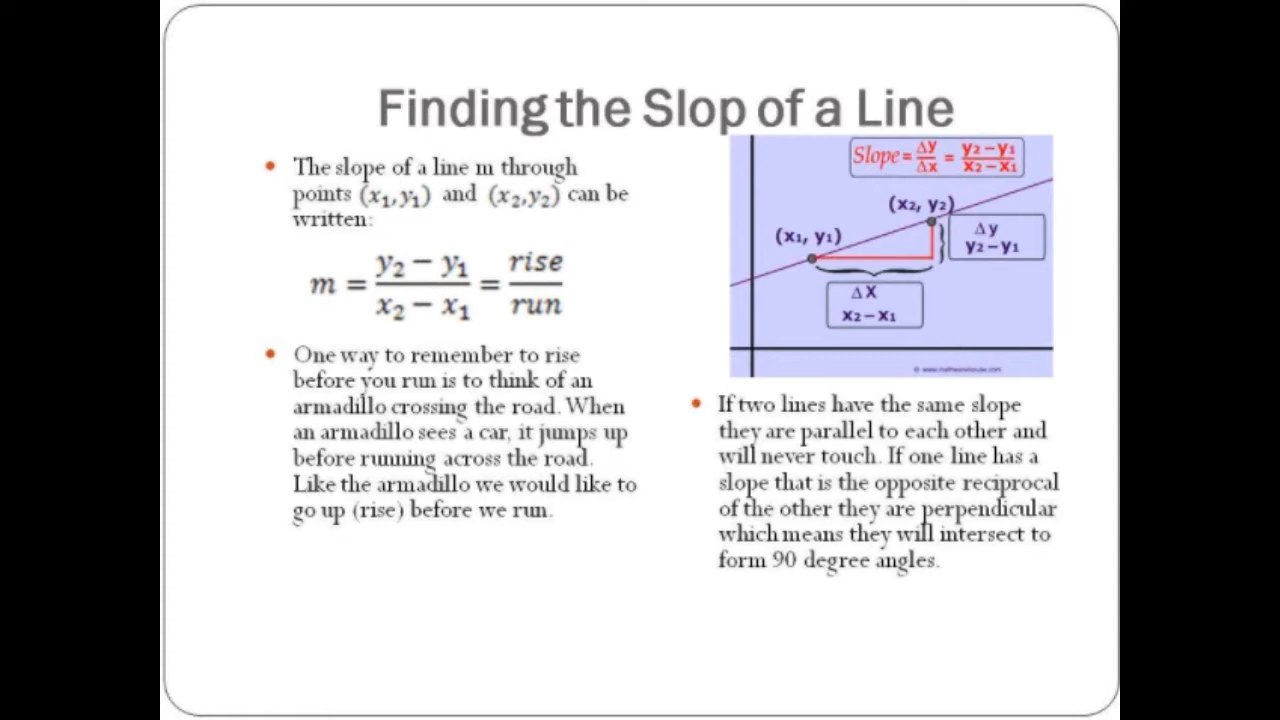 Finding the Slop of a Line
• The slope of a line m through
points (x₁,y₁) and (x₂,y₂) can be
written:
m = y₂ − y₁ / x₂ − x₁ = rise / run
• One way to remember to rise
before you run is to think of an
armadillo crossing the road. When
an armadillo sees a car, it jumps up
before running across the road.
Like the armadillo we would like to
go up (rise) before we run.
Slope = Δy / Δx = y₂ − y₁ / x₂ − x₁
(x₂, y₂)
(x₁, y₁)
Δy
y₂ − y₁
Δx
x₂ − x₁
• If two lines have the same slope
they are parallel to each other and
will never touch. If one line has a
slope that is the opposite reciprocal
of the other they are perpendicular
which means they will intersect to
form 90 degree angles.